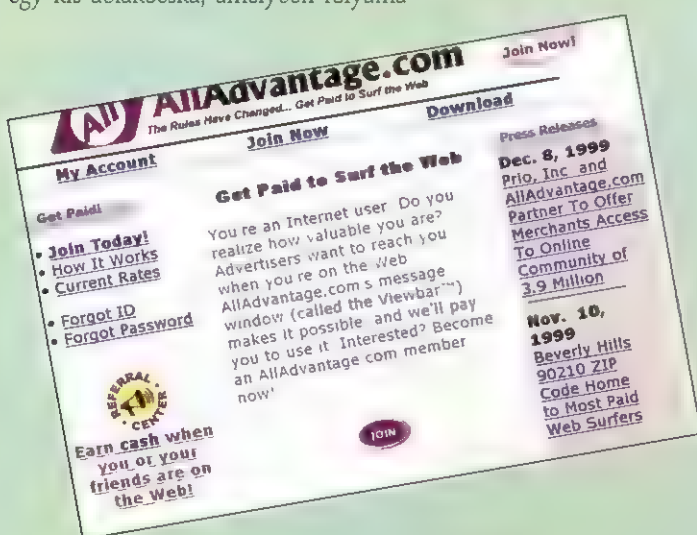 egy kis ablakocska, amelyben folyama
All
AllAdvantage.com
Join Now!
The Rules Have Changed... Get Paid to Surf the Web
My Account
Join Now
Download
Get Paid!
• Join Today!
• How It Works
• Current Rates
• Forgot ID
• Forgot Password
REFERRAL
CENTER
Earn cash when
you or your
friends are on
the Web!
Get Paid to Surf the Web
You're an Internet user Do you
realize how valuable you are?
Advertisers want to reach you
when you're on the Web
AllAdvantage.com's message
window (called the Viewbar™)
makes it possible and we'll pay
you to use it Interested? Become
an AllAdvantage com member
now!
JOIN
Press Releases
Dec. 8, 1999
Prio, Inc and
AllAdvantage.com
Partner To Offer
Merchants Access
To Online
Community of
3.9 Million
Nov. 10,
1999
Beverly Hills
90210 ZIP
Code Home
to Most Paid
Web Surfers